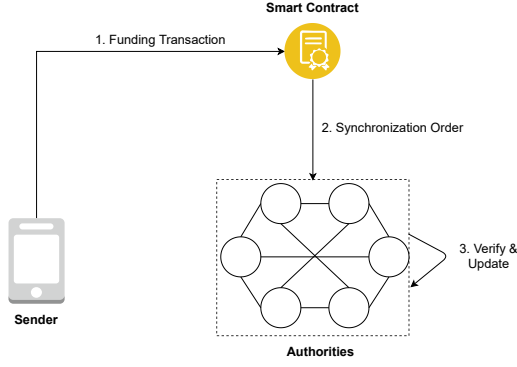 Smart Contract
1. Funding Transaction
2. Synchronization Order
3. Verify &
Update
Sender
Authorities